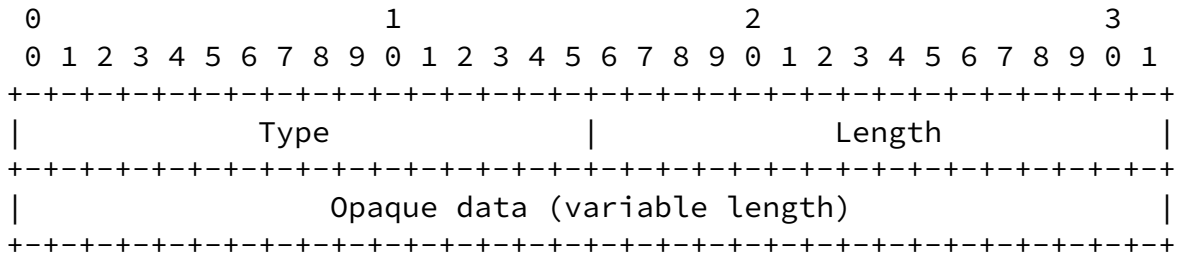 0                   1                   2                   3
 0 1 2 3 4 5 6 7 8 9 0 1 2 3 4 5 6 7 8 9 0 1 2 3 4 5 6 7 8 9 0 1
+-+-+-+-+-+-+-+-+-+-+-+-+-+-+-+-+-+-+-+-+-+-+-+-+-+-+-+-+-+-+-+-+
|             Type              |             Length            |
+-+-+-+-+-+-+-+-+-+-+-+-+-+-+-+-+-+-+-+-+-+-+-+-+-+-+-+-+-+-+-+-+
|                 Opaque data (variable length)                 |
+-+-+-+-+-+-+-+-+-+-+-+-+-+-+-+-+-+-+-+-+-+-+-+-+-+-+-+-+-+-+-+-+